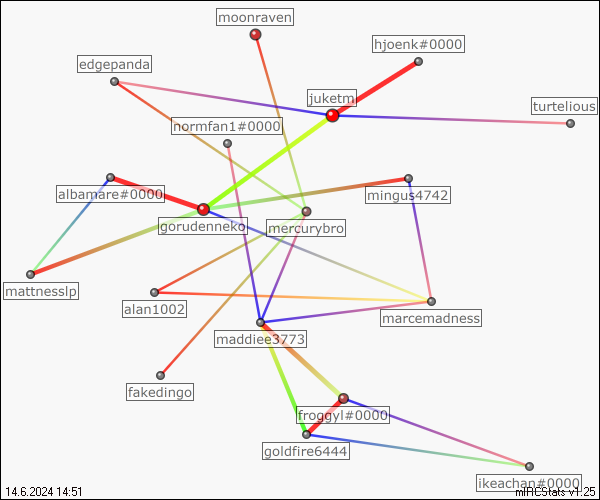 moonraven
hjoenk#0000
edgepanda
juketm
turtelious
normfan1#0000
albamare#0000
mingus4742
gorudenneko
mercurybro
mattnesslp
alan1002
marcemadness
maddiee3773
fakedingo
froggyl#0000
goldfire6444
ikeachan#0000
14.6.2024 14:51
mIRCStats v1.25